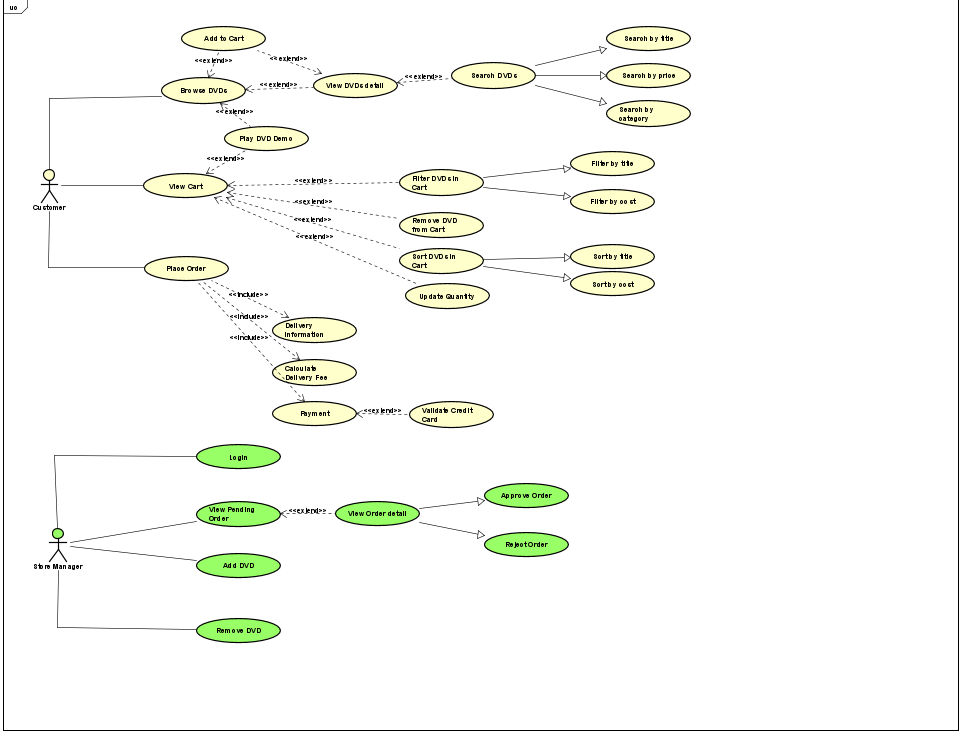 uc
Add to Cart
Search by title
<<extend>>
<<extend>>
Search DVDs
Search by price
<<extend>>
View DVDs detail
<<extend>>
Browse DVDs
Search by
category
<<extend>>
Play DVD Demo
<<extend>>
Filter by title
View Cart
<<extend>>
Filter DVDs in
Cart
Filter by cost
<<extend>>
Customer
Remove DVD
from Cart
<<extend>>
<<extend>>
Sort DVDs in
Cart
Sort by title
Sort by cost
Place Order
Update Quantity
<<include>>
<<include>>
<<include>>
Delivery
Information
Calculate
Delivery Fee
Payment
<<extend>>
Validate Credit
Card
Login
Approve Order
View Pending
Order
<<extend>>
View Order detail
Reject Order
Store Manager
Add DVD
Remove DVD